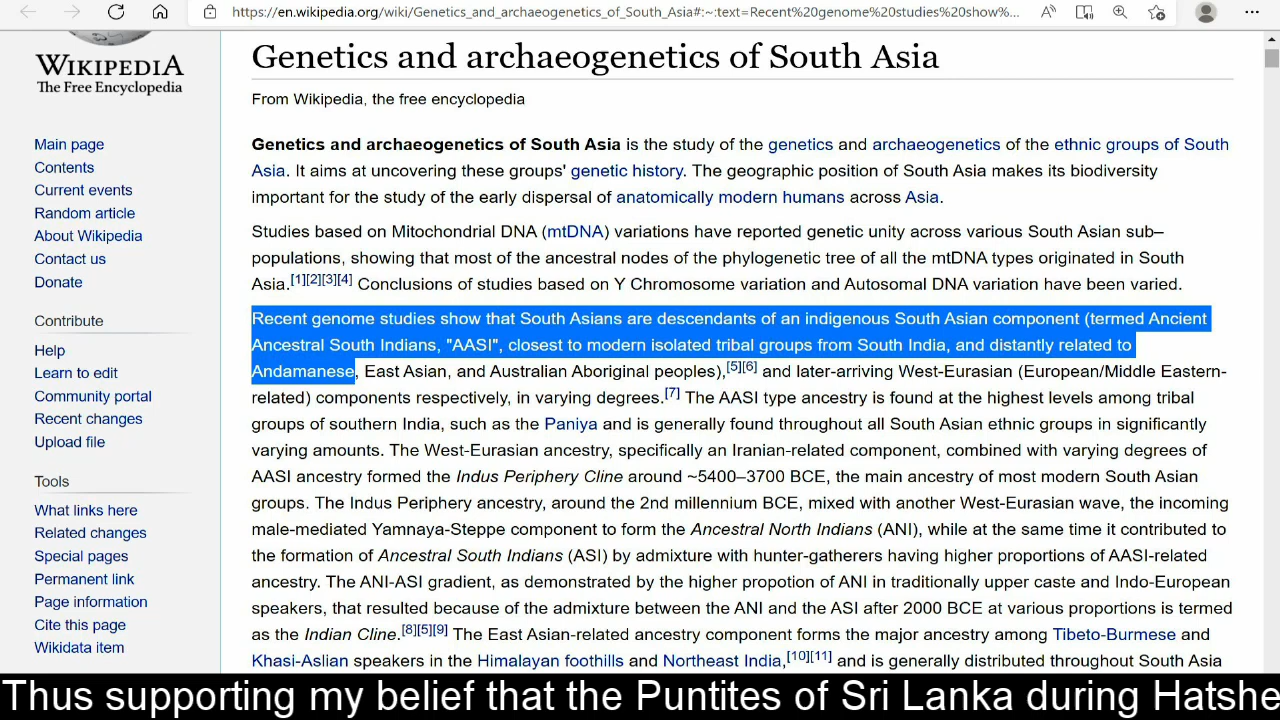 https://en.wikipedia.org/wiki/Genetics_and_archaeogenetics_of_South_Asia#:~:text=Recent%20genome%20studies%20show%...
WIKIPEDIA
The Free Encyclopedia
Main page
Contents
Current events
Random article
About Wikipedia
Contact us
Donate
Contribute
Help
Learn to edit
Community portal
Recent changes
Upload file
Tools
What links here
Related changes
Special pages
Permanent link
Page information
Cite this page
Wikidata item
Genetics and archaeogenetics of South Asia
From Wikipedia, the free encyclopedia
Genetics and archaeogenetics of South Asia is the study of the genetics and archaeogenetics of the ethnic groups of South
Asia. It aims at uncovering these groups' genetic history. The geographic position of South Asia makes its biodiversity
important for the study of the early dispersal of anatomically modern humans across Asia.
Studies based on Mitochondrial DNA (mtDNA) variations have reported genetic unity across various South Asian sub–
populations, showing that most of the ancestral nodes of the phylogenetic tree of all the mtDNA types originated in South
Asia.[1][2][3][4] Conclusions of studies based on Y Chromosome variation and Autosomal DNA variation have been varied.
Recent genome studies show that South Asians are descendants of an indigenous South Asian component (termed Ancient
Ancestral South Indians, "AASI", closest to modern isolated tribal groups from South India, and distantly related to
Andamanese, East Asian, and Australian Aboriginal peoples),[5][6] and later-arriving West-Eurasian (European/Middle Eastern-
related) components respectively, in varying degrees.[7] The AASI type ancestry is found at the highest levels among tribal
groups of southern India, such as the Paniya and is generally found throughout all South Asian ethnic groups in significantly
varying amounts. The West-Eurasian ancestry, specifically an Iranian-related component, combined with varying degrees of
AASI ancestry formed the Indus Periphery Cline around ~5400–3700 BCE, the main ancestry of most modern South Asian
groups. The Indus Periphery ancestry, around the 2nd millennium BCE, mixed with another West-Eurasian wave, the incoming
male-mediated Yamnaya-Steppe component to form the Ancestral North Indians (ANI), while at the same time it contributed to
the formation of Ancestral South Indians (ASI) by admixture with hunter-gatherers having higher proportions of AASI-related
ancestry. The ANI-ASI gradient, as demonstrated by the higher propotion of ANI in traditionally upper caste and Indo-European
speakers, that resulted because of the admixture between the ANI and the ASI after 2000 BCE at various proportions is termed
as the Indian Cline.[8][5][9] The East Asian-related ancestry component forms the major ancestry among Tibeto-Burmese and
Khasi-Aslian speakers in the Himalayan foothills and Northeast India,[10][11] and is generally distributed throughout South Asia
Thus supporting my belief that the Puntites of Sri Lanka during Hatshe